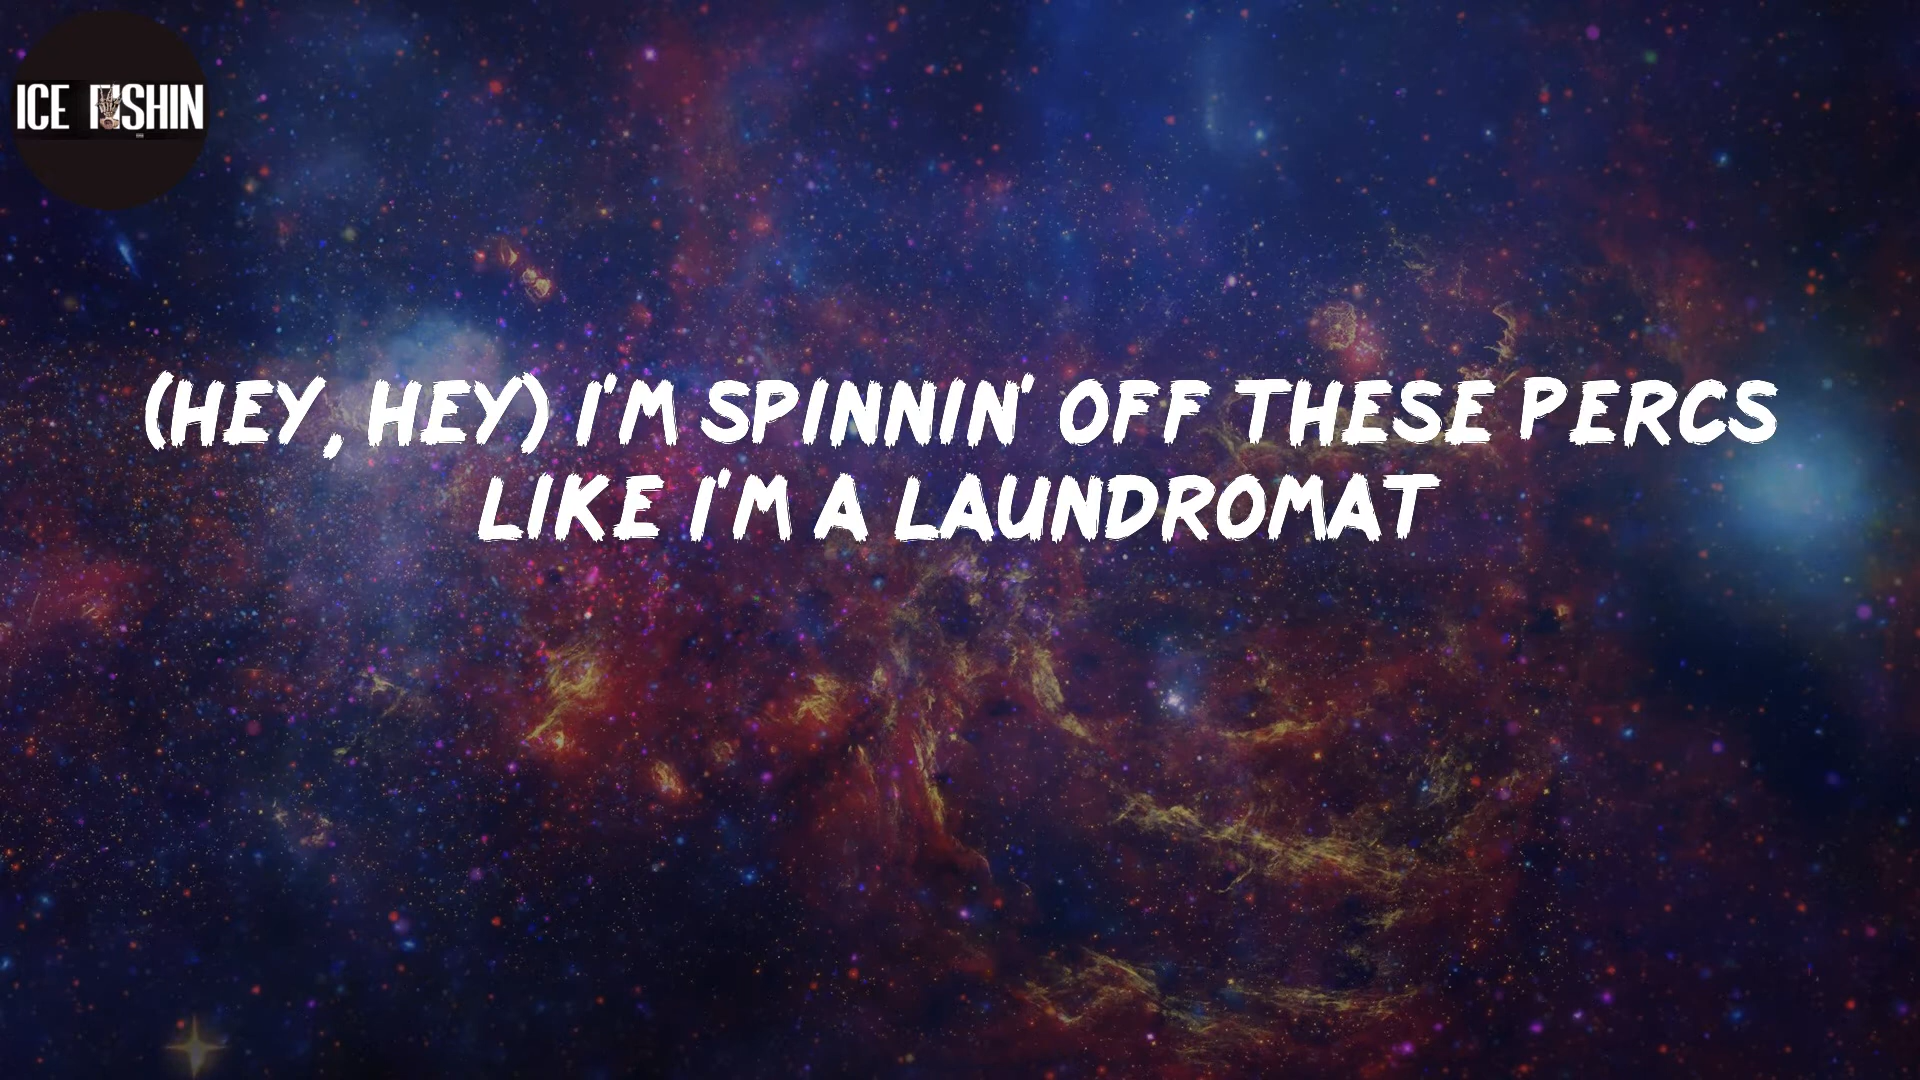 ICE FISHIN
(HEY, HEY) I'M SPINNIN' OFF THESE PERCS
LIKE I'M A LAUNDROMAT